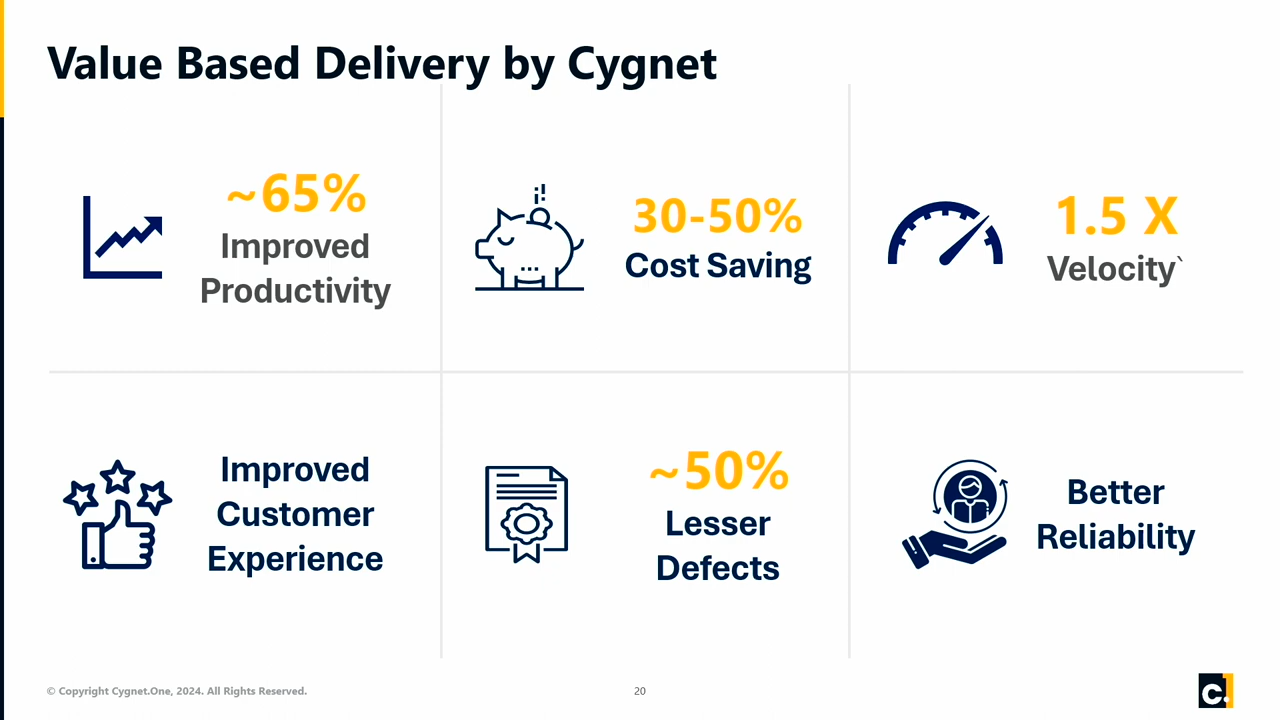 Value Based Delivery by Cygnet
~65%
Improved
Productivity
30-50%
Cost Saving
1.5 X
Velocity`
Improved
Customer
Experience
~50%
Lesser
Defects
Better
Reliability
© Copyright Cygnet.One, 2024. All Rights Reserved.
20
c.